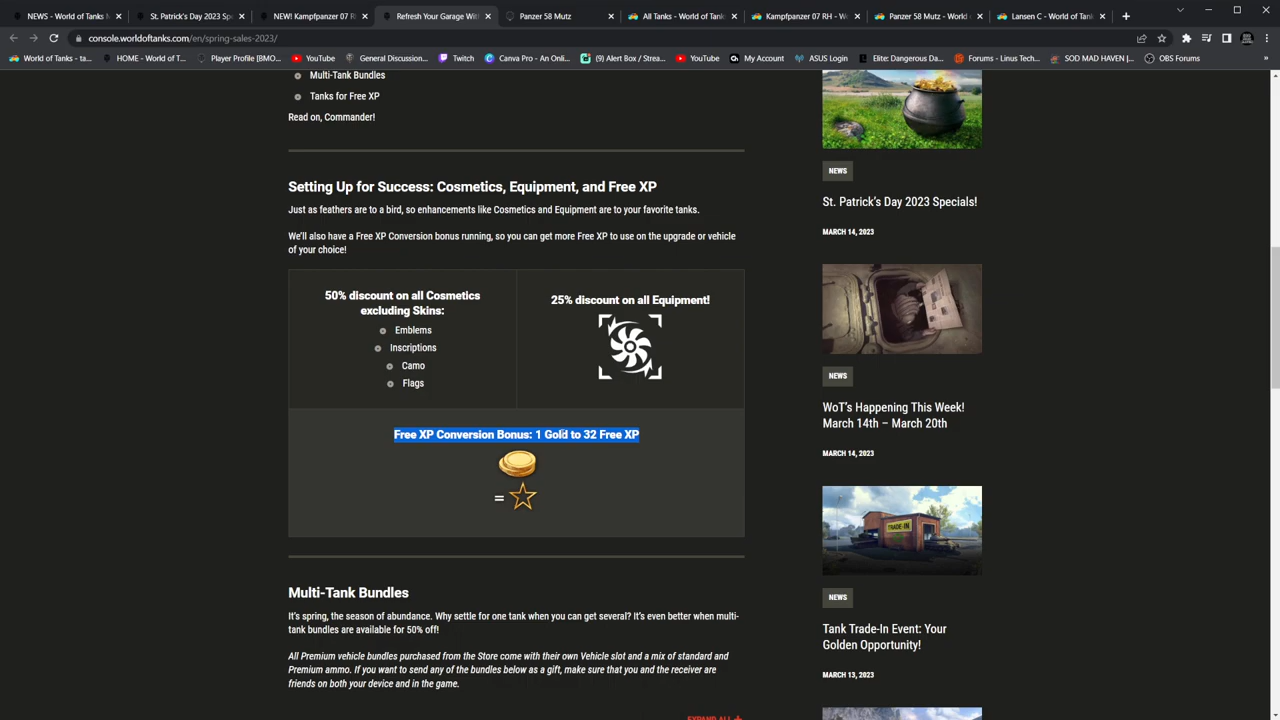 NEWS - World of Tanks M
St. Patrick's Day 2023 Spec
NEW! Kampfpanzer 07 R
Refresh Your Garage With
Panzer 58 Mutz
All Tanks - World of Tanks
Kampfpanzer 07 RH - Wo
Panzer 58 Mutz - World
Lansen C - World of Tank
console.worldoftanks.com/en/spring-sales-2023/
World of Tanks - ta...
HOME - World of T...
Player Profile [BMO...
YouTube
General Discussion...
Twitch
Canva Pro - An Onli...
(9) Alert Box / Strea...
YouTube
My Account
ASUS Login
Elite: Dangerous Da...
Forums - Linus Tech...
SOD MAD HAVEN |...
OBS Forums
Multi-Tank Bundles
Tanks for Free XP
Read on, Commander!
Setting Up for Success: Cosmetics, Equipment, and Free XP
Just as feathers are to a bird, so enhancements like Cosmetics and Equipment are to your favorite tanks.
We'll also have a Free XP Conversion bonus running, so you can get more Free XP to use on the upgrade or vehicle
of your choice!
50% discount on all Cosmetics
excluding Skins:
Emblems
Inscriptions
Camo
Flags
25% discount on all Equipment!
Free XP Conversion Bonus: 1 Gold to 32 Free XP
=
Multi-Tank Bundles
It's spring, the season of abundance. Why settle for one tank when you can get several? It's even better when multi-
tank bundles are available for 50% off!
All Premium vehicle bundles purchased from the Store come with their own Vehicle slot and a mix of standard and
Premium ammo. If you want to send any of the bundles below as a gift, make sure that you and the receiver are
friends on both your device and in the game.
EXPAND ALL +
NEWS
St. Patrick's Day 2023 Specials!
MARCH 14, 2023
NEWS
WoT's Happening This Week!
March 14th – March 20th
MARCH 14, 2023
TRADE-IN
NEWS
Tank Trade-In Event: Your
Golden Opportunity!
MARCH 13, 2023